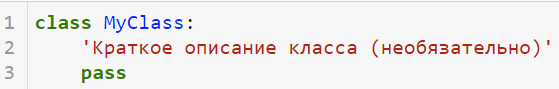 1 class MyClass:
2     'Краткое описание класса (необязательно)'
3     pass